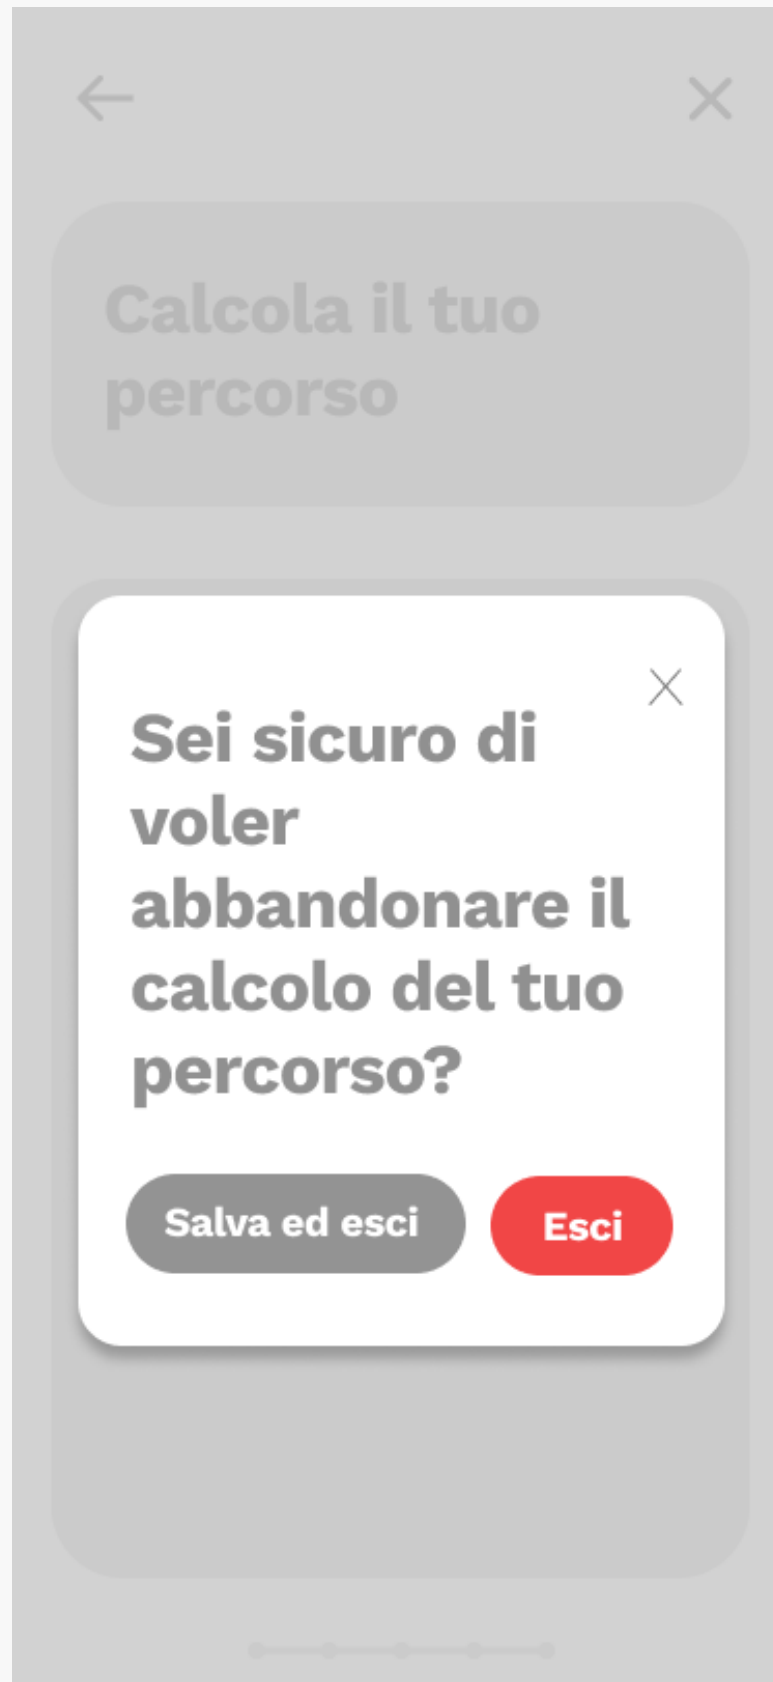 Calcola il tuo
percorso
Sei sicuro di
voler
abbandonare il
calcolo del tuo
percorso?
Salva ed esci
Esci